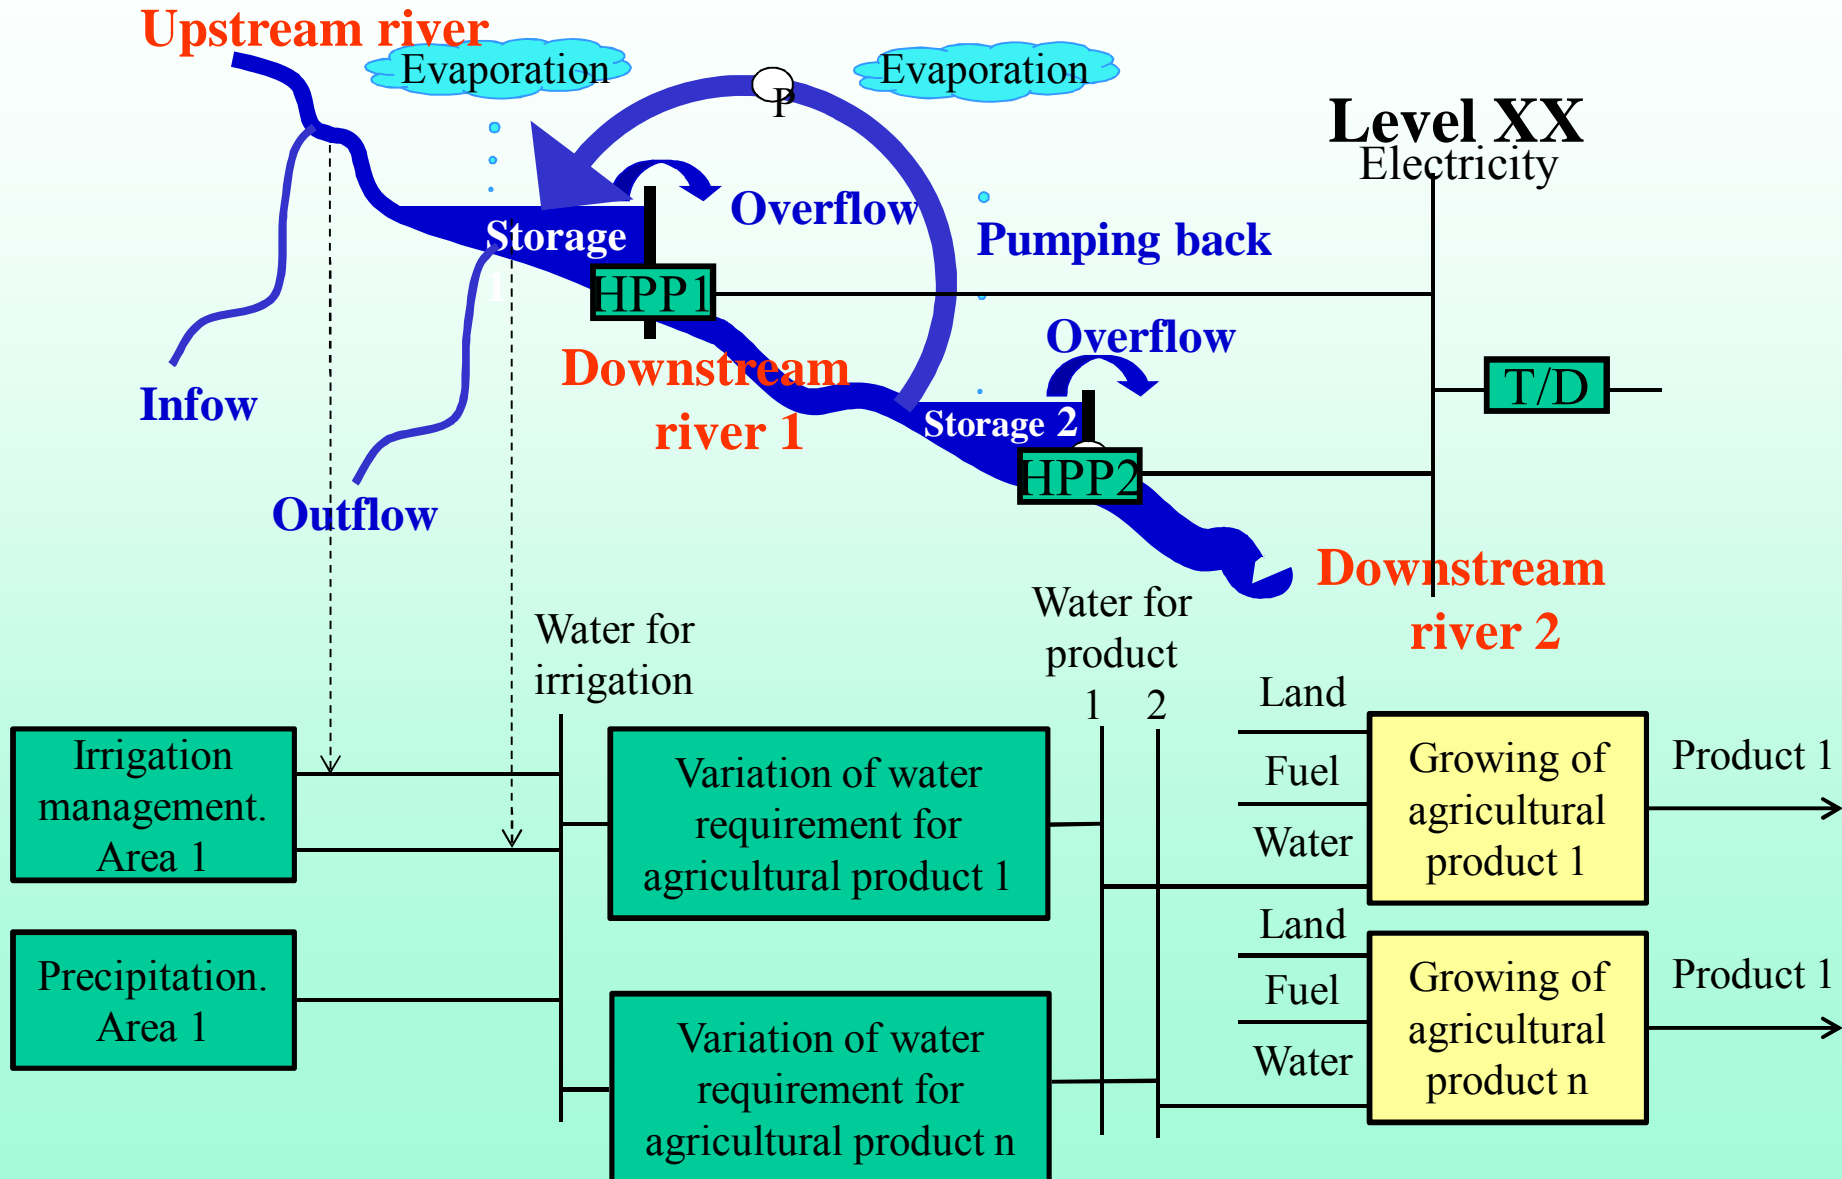 Upstream river
Evaporation
Evaporation
P
Level XX
Electricity
Overflow
Storage
1
Pumping back
HPP1
Overflow
Downstream
river 1
Infow
T/D
Storage 2
HPP2
Outflow
Downstream
river 2
Water for
irrigation
Water for
product
1 2
Irrigation
management.
Area 1
Variation of water
requirement for
agricultural product 1
Land
Fuel
Water
Growing of
agricultural
product 1
Product 1
Precipitation.
Area 1
Variation of water
requirement for
agricultural product n
Land
Fuel
Water
Growing of
agricultural
product n
Product 1